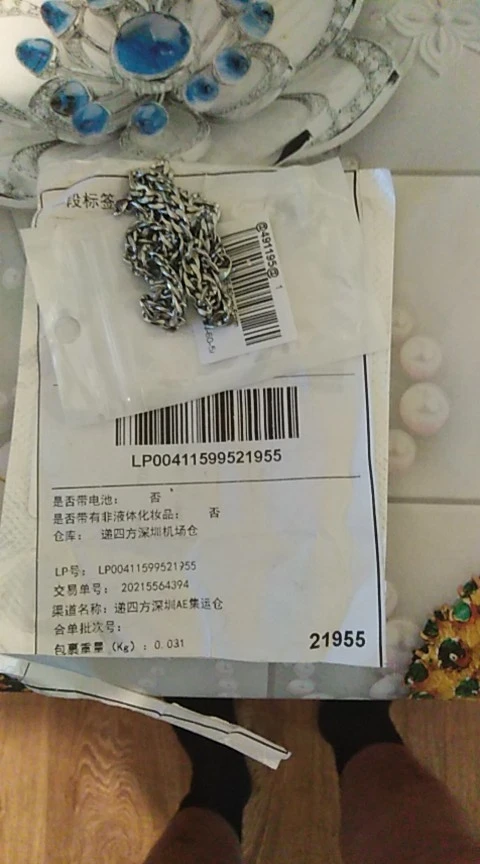 段标签
@491195@ 1
LP00411599521955
是否带电池： 否
是否带有非液体化妆品： 否
仓库： 递四方深圳机场仓
LP号： LP00411599521955
交易单号： 20215564394
渠道名称：递四方深圳AE集运仓
会单批次号：
包裹重量（Kg）：0.031
21955